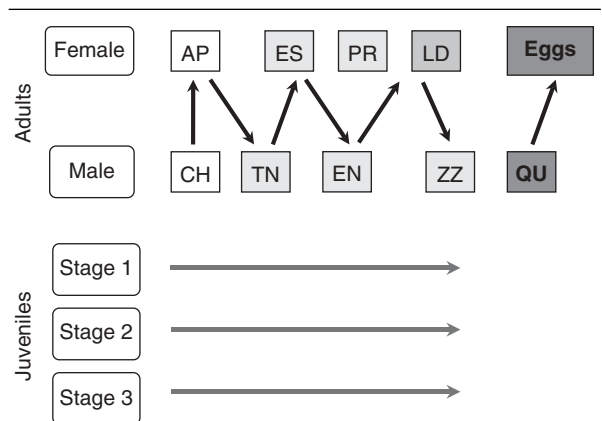 Adults
Female AP ES PR LD Eggs
Male CH TN EN ZZ QU
Juveniles
Stage 1
Stage 2
Stage 3